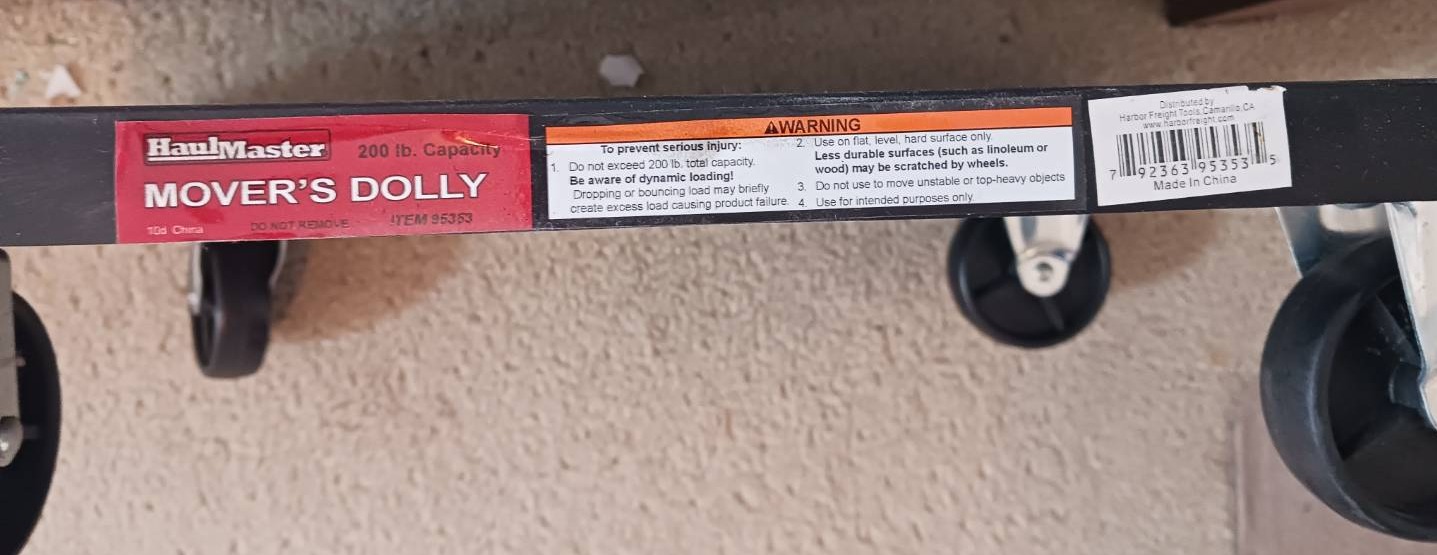 HaulMaster 200 lb. Capacity
MOVER'S DOLLY
10d China DO NOT REMOVE ITEM 95353
⚠WARNING
To prevent serious injury:
1. Do not exceed 200 lb. total capacity.
Be aware of dynamic loading!
Dropping or bouncing load may briefly
create excess load causing product failure.
2. Use on flat, level, hard surface only.
Less durable surfaces (such as linoleum or
wood) may be scratched by wheels.
3. Do not use to move unstable or top-heavy objects
4. Use for intended purposes only.
Distributed by
Harbor Freight Tools, Camarillo, CA
www.harborfreight.com
7 92363 95353 5
Made In China